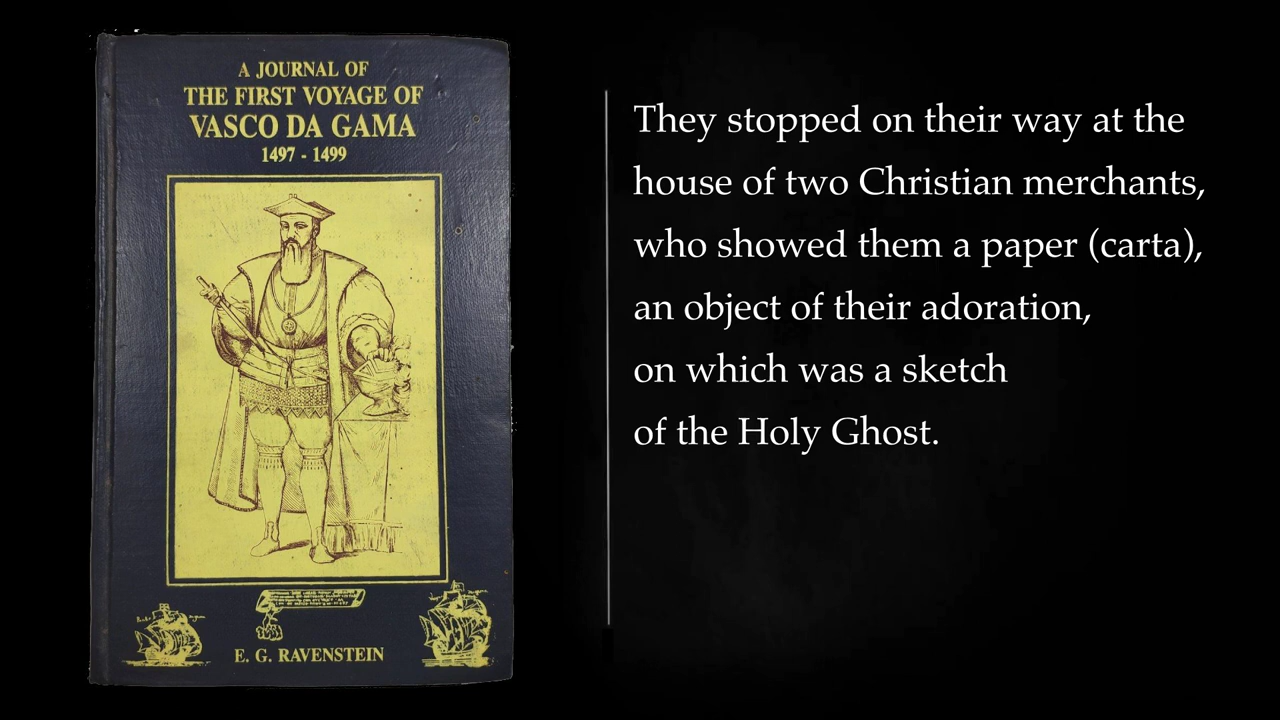 A JOURNAL OF
THE FIRST VOYAGE OF
VASCO DA GAMA
1497 - 1499
E. G. RAVENSTEIN
They stopped on their way at the
house of two Christian merchants,
who showed them a paper (carta),
an object of their adoration,
on which was a sketch
of the Holy Ghost.